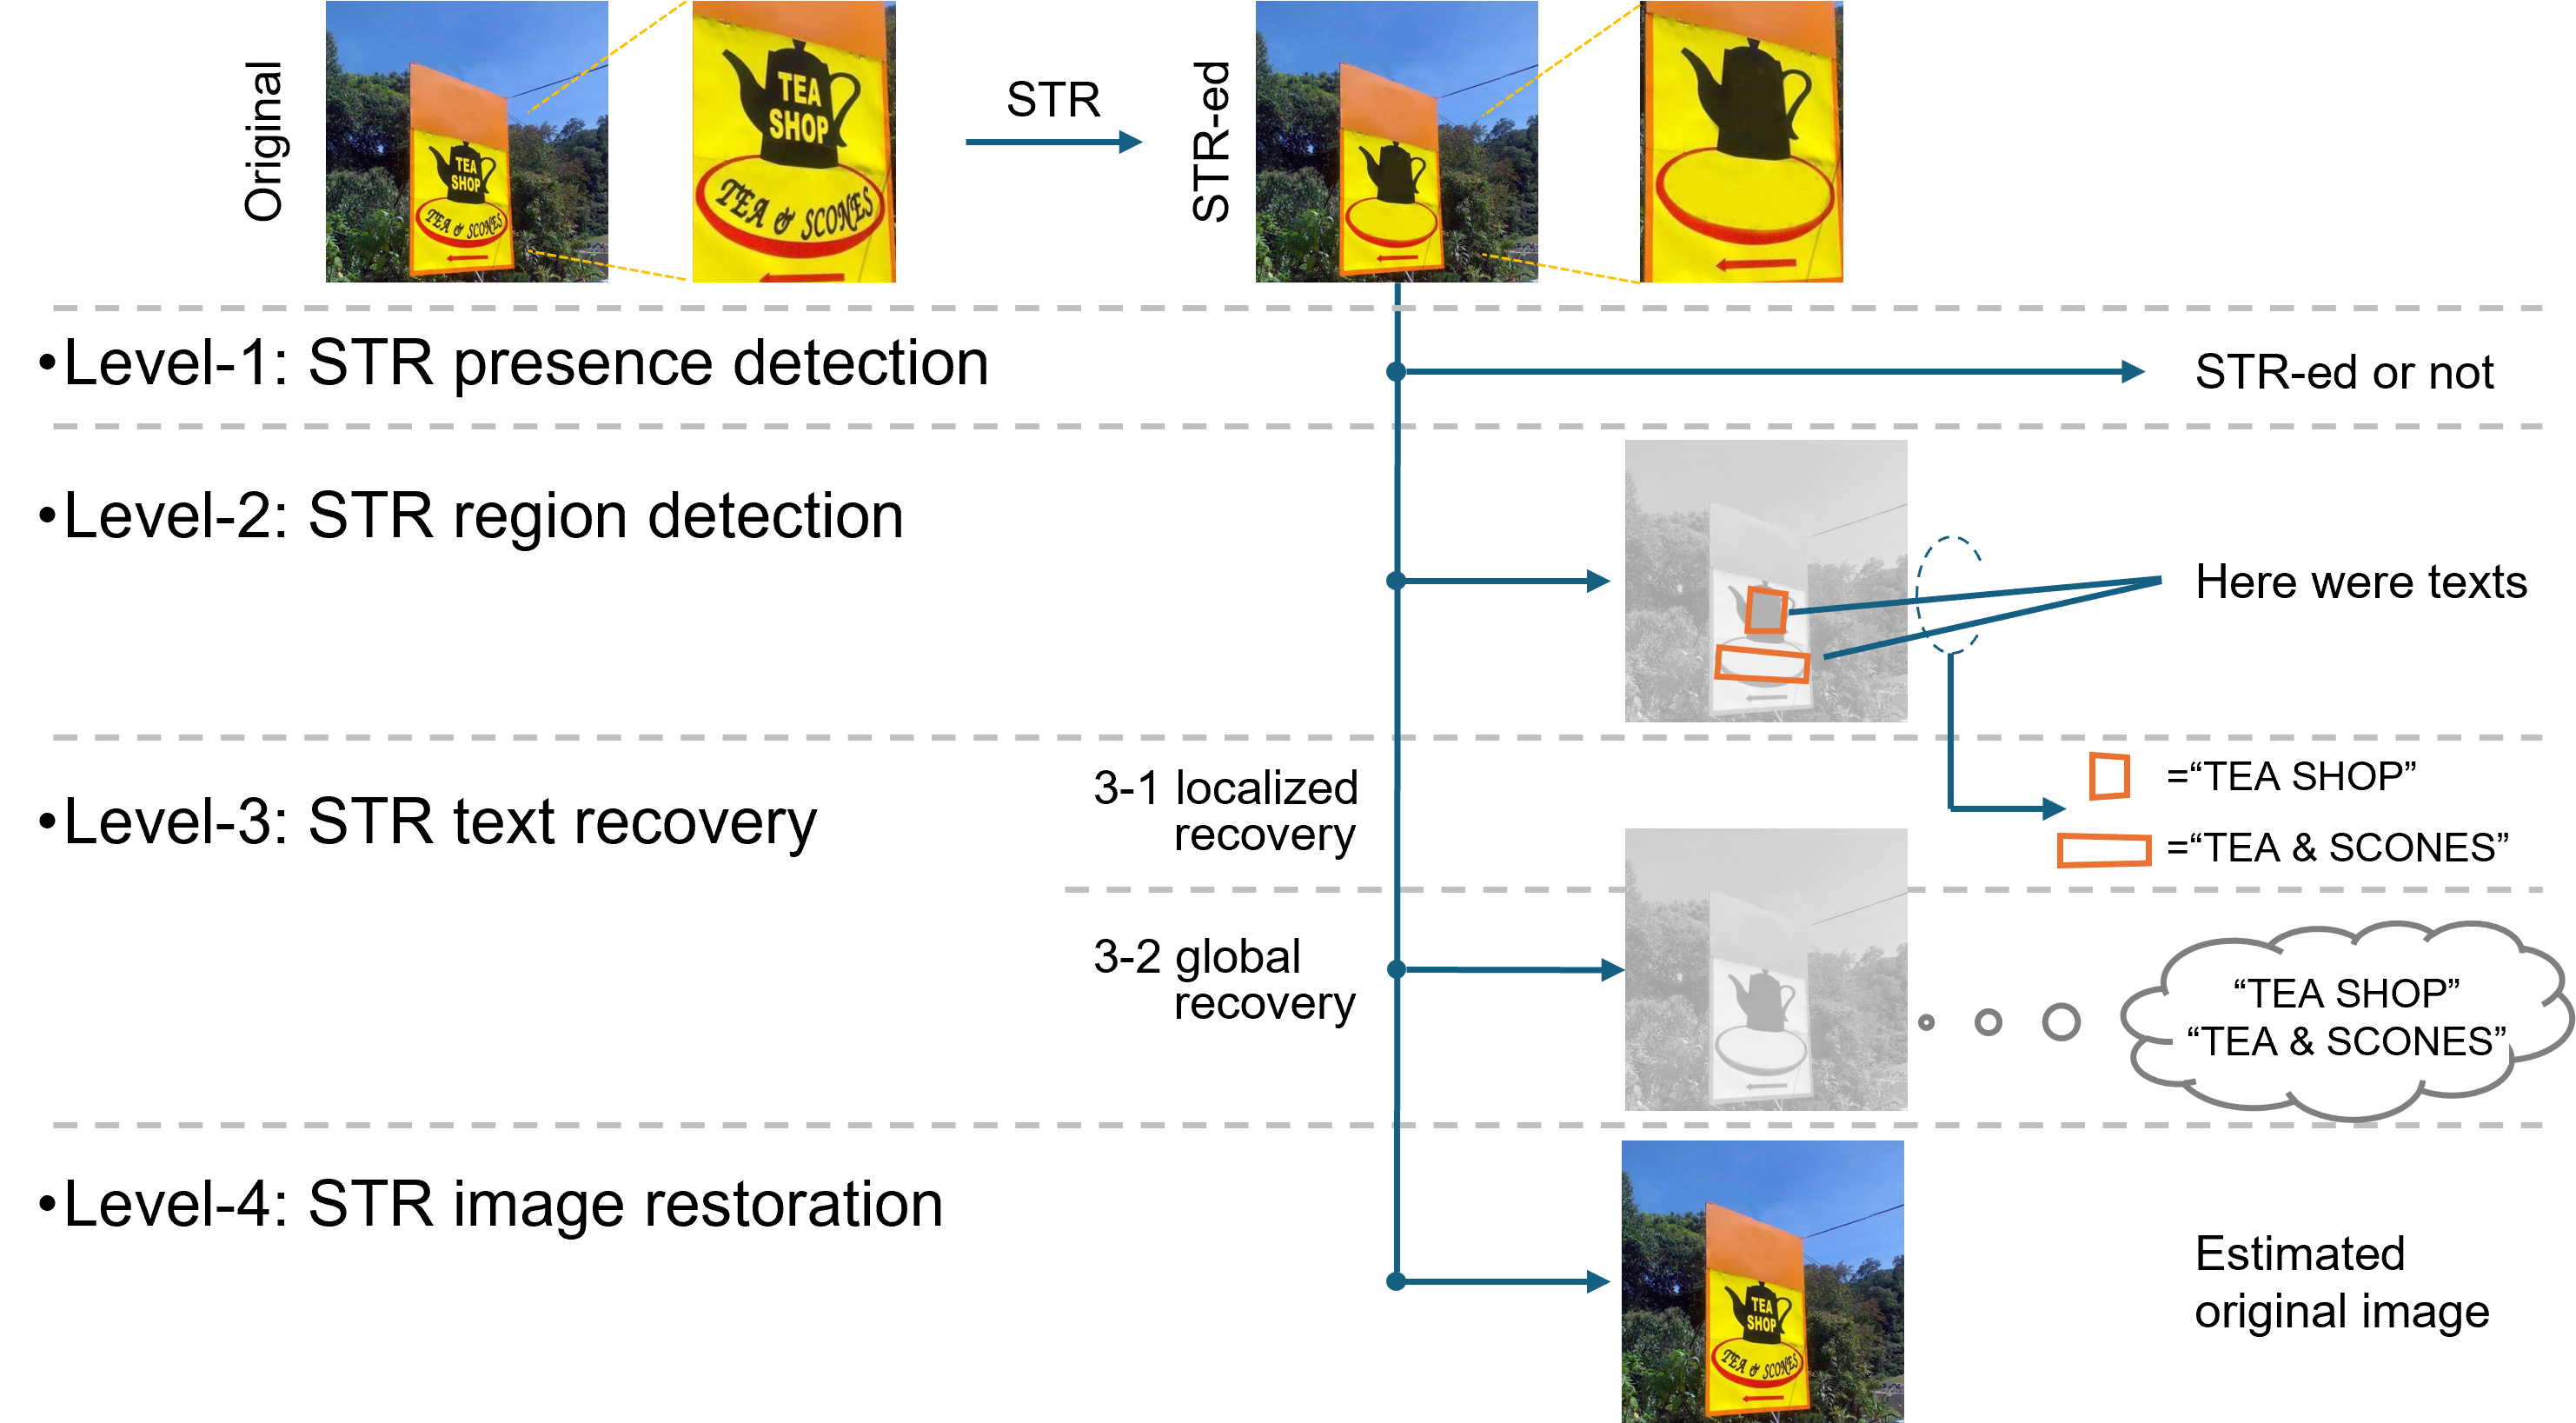 Original
TEA
SHOP
TEA & SCONES
TEA
SHOP
TEA & SCONES
STR
STR-ed
•Level-1: STR presence detection
STR-ed or not
•Level-2: STR region detection
Here were texts
•Level-3: STR text recovery
3-1 localized
recovery
=“TEA SHOP”
=“TEA & SCONES”
3-2 global
recovery
“TEA SHOP”
“TEA & SCONES”
•Level-4: STR image restoration
TEA
SHOP
TEA & SCONES
Estimated
original image